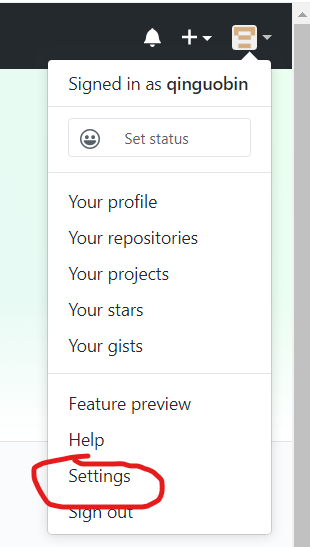 Signed in as qinguobin
Set status
Your profile
Your repositories
Your projects
Your stars
Your gists
Feature preview
Help
Settings
Sign out